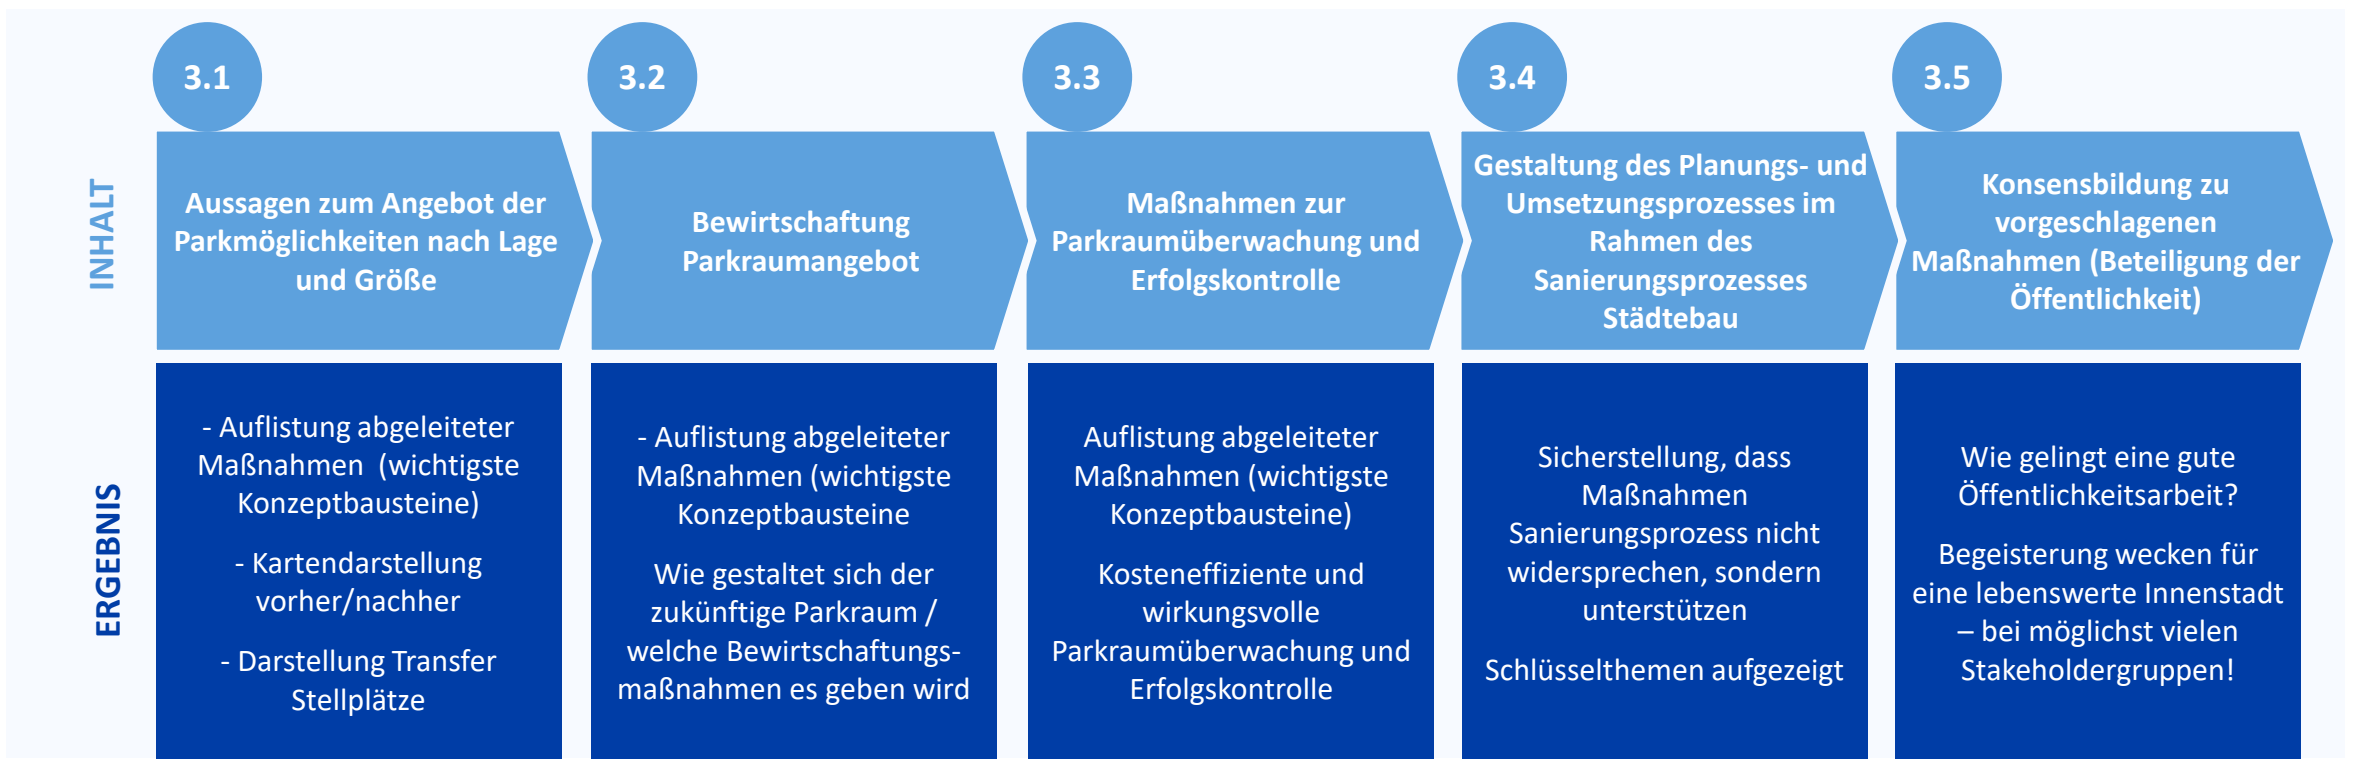 3.1
3.2
3.3
3.4
3.5
INHALT
Aussagen zum Angebot der
Parkmöglichkeiten nach Lage
und Größe
Bewirtschaftung
Parkraumangebot
Maßnahmen zur
Parkraumüberwachung und
Erfolgskontrolle
Gestaltung des Planungs- und
Umsetzungsprozesses im
Rahmen des
Sanierungsprozesses
Städtebau
Konsensbildung zu
vorgeschlagenen
Maßnahmen (Beteiligung der
Öffentlichkeit)
ERGEBNIS
- Auflistung abgeleiteter
Maßnahmen  (wichtigste
Konzeptbausteine)
- Kartendarstellung
vorher/nachher
- Darstellung Transfer
Stellplätze
- Auflistung abgeleiteter
Maßnahmen (wichtigste
Konzeptbausteine
Wie gestaltet sich der
zukünftige Parkraum /
welche Bewirtschaftungs-
maßnahmen es geben wird
Auflistung abgeleiteter
Maßnahmen (wichtigste
Konzeptbausteine)
Kosteneffiziente und
wirkungsvolle
Parkraumüberwachung und
Erfolgskontrolle
Sicherstellung, dass
Maßnahmen
Sanierungsprozess nicht
widersprechen, sondern
unterstützen
Schlüsselthemen aufgezeigt
Wie gelingt eine gute
Öffentlichkeitsarbeit?
Begeisterung wecken für
eine lebenswerte Innenstadt
– bei möglichst vielen
Stakeholdergruppen!